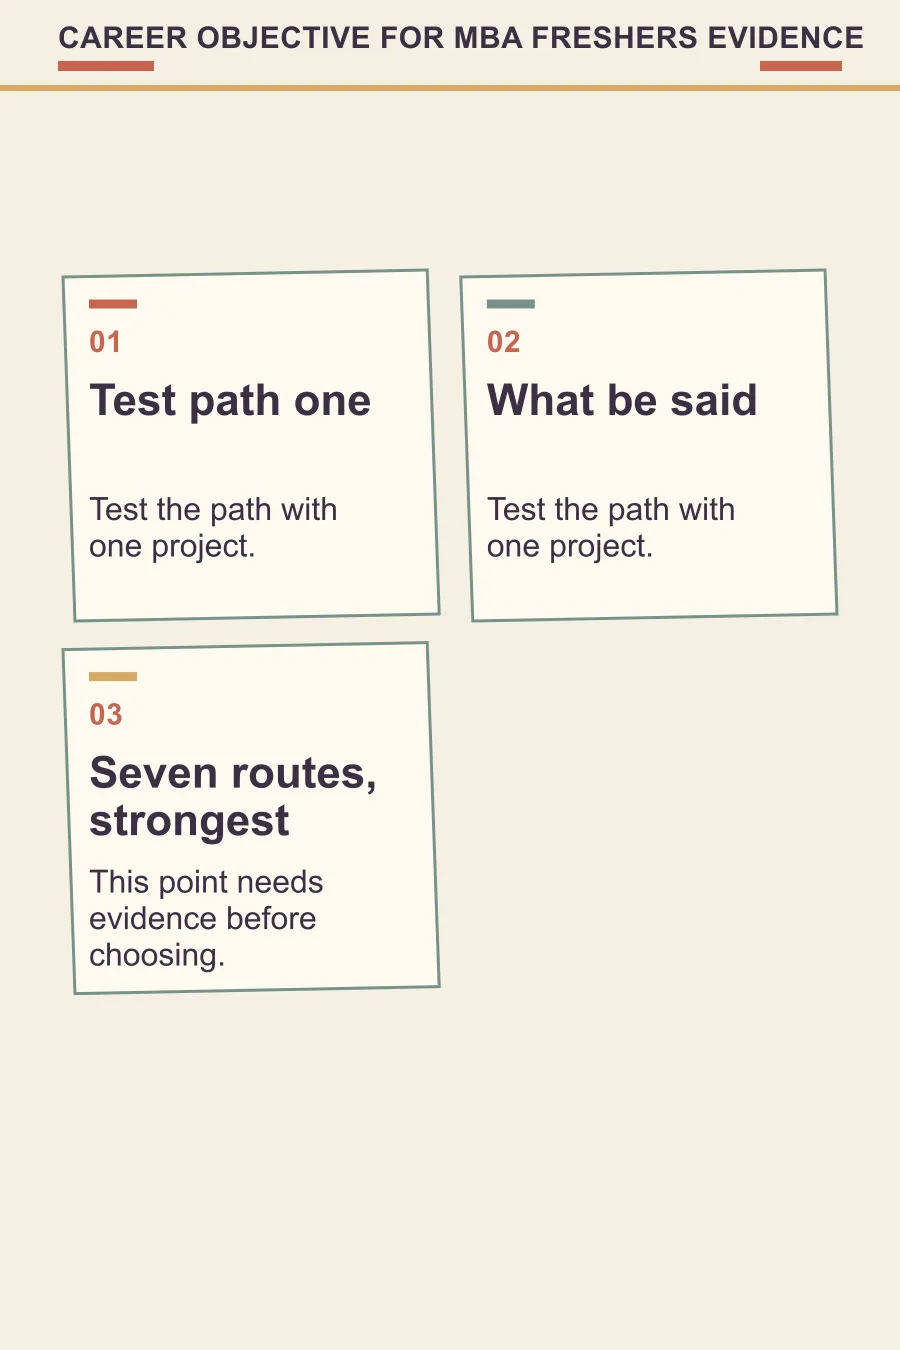 CAREER OBJECTIVE FOR MBA FRESHERS EVIDENCE
01
Test path one
Test the path with
one project.
02
What be said
Test the path with
one project.
03
Seven routes,
strongest
This point needs
evidence before
choosing.